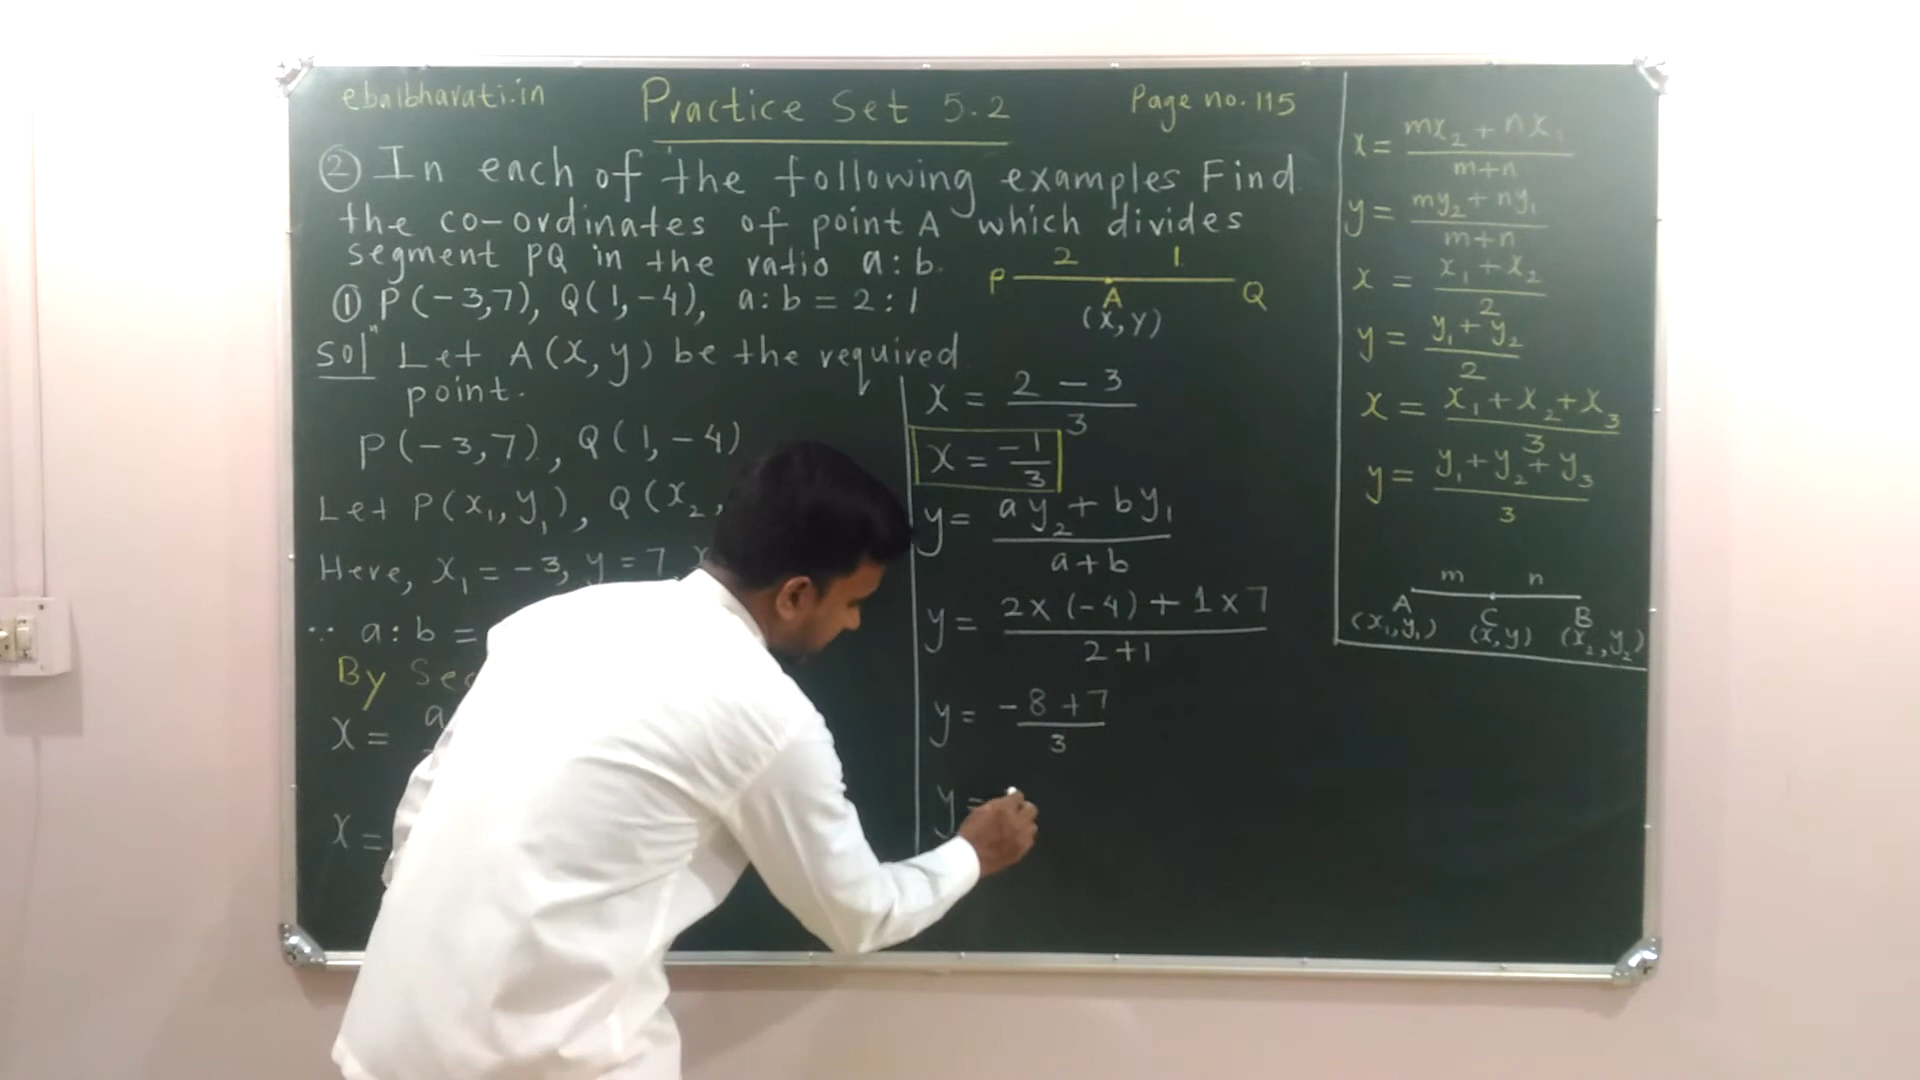 ebalbharati.in Practice Set 5.2 Page no. 115
② In each of the following examples Find
the co-ordinates of point A which divides
segment PQ in the ratio a:b.
① P(-3,7), Q(1,-4), a:b = 2:1
P 2 1 Q
A
(x,y)
Solⁿ Let A(x,y) be the required
point.
P(-3,7), Q(1,-4)
Let P(x₁,y₁), Q(x₂,
Here, x₁ = -3, y = 7,
∵ a:b =
By
x =
x =
x = 2 - 3 / 3
x = -1/3
y = ay₂ + by₁ / a+b
y = 2×(-4) + 1×7 / 2+1
y = -8+7 / 3
y =
x = mx₂ + nx₁ / m+n
y = my₂ + ny₁ / m+n
x = x₁ + x₂ / 2
y = y₁ + y₂ / 2
x = x₁ + x₂ + x₃ / 3
y = y₁ + y₂ + y₃ / 3
m n
A C B
(x₁,y₁) (x,y) (x₂,y₂)